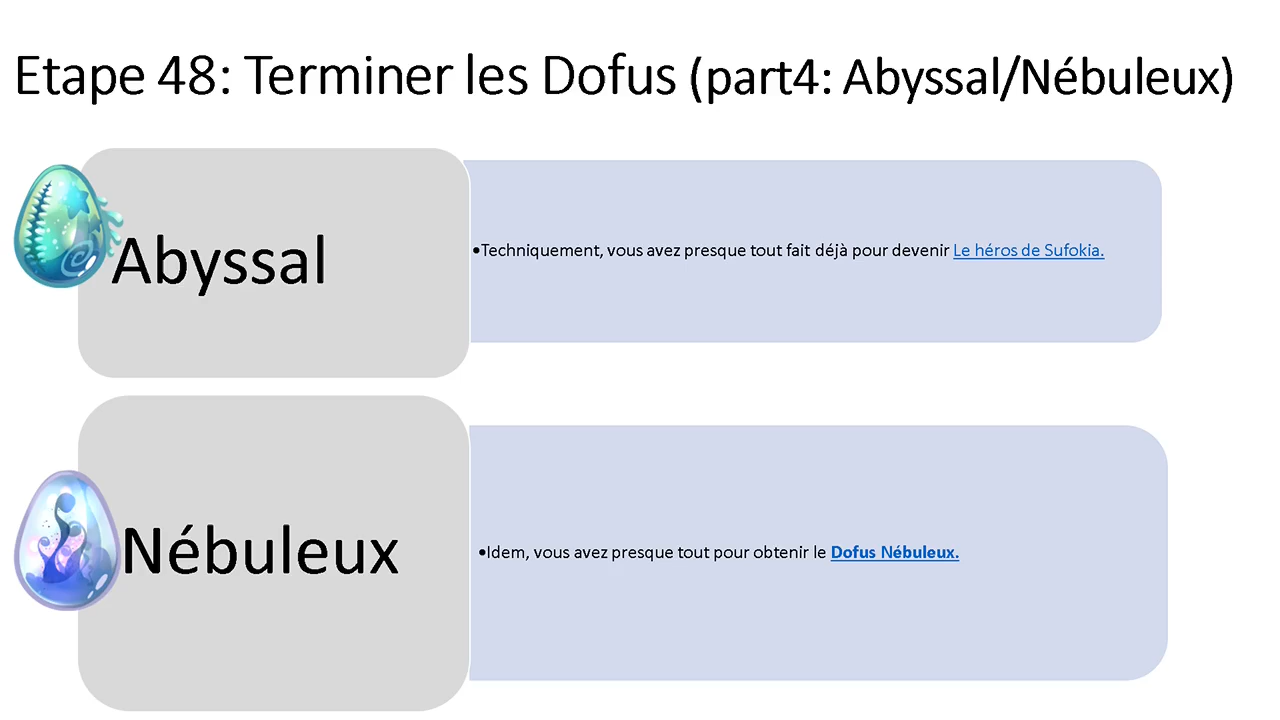 Etape 48: Terminer les Dofus (part4: Abyssal/Nébuleux)
Abyssal
•Techniquement, vous avez presque tout fait déjà pour devenir Le héros de Sufokia.
Nébuleux
•Idem, vous avez presque tout pour obtenir le Dofus Nébuleux.